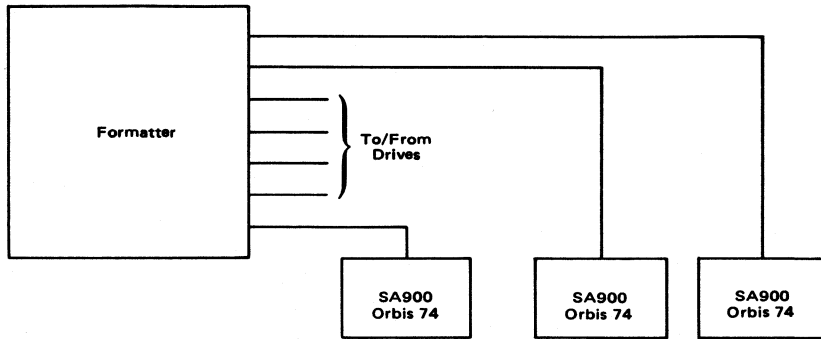 Formatter
To/From
Drives
SA900
Orbis 74
SA900
Orbis 74
SA900
Orbis 74